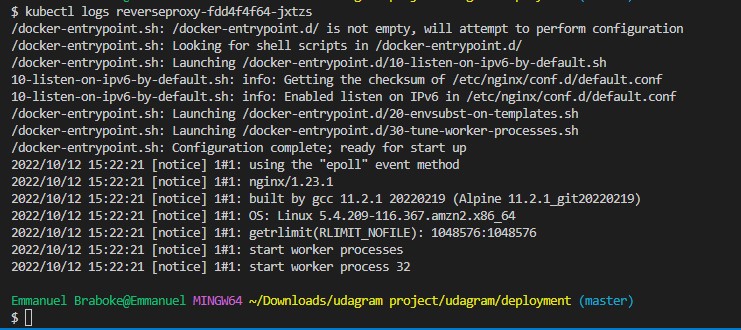 $ kubectl logs reverseproxy-fdd4f4f64-jxtzs
/docker-entrypoint.sh: /docker-entrypoint.d/ is not empty, will attempt to perform configuration
/docker-entrypoint.sh: Looking for shell scripts in /docker-entrypoint.d/
/docker-entrypoint.sh: Launching /docker-entrypoint.d/10-listen-on-ipv6-by-default.sh
10-listen-on-ipv6-by-default.sh: info: Getting the checksum of /etc/nginx/conf.d/default.conf
10-listen-on-ipv6-by-default.sh: info: Enabled listen on IPv6 in /etc/nginx/conf.d/default.conf
/docker-entrypoint.sh: Launching /docker-entrypoint.d/20-envsubst-on-templates.sh
/docker-entrypoint.sh: Launching /docker-entrypoint.d/30-tune-worker-processes.sh
/docker-entrypoint.sh: Configuration complete; ready for start up
2022/10/12 15:22:21 [notice] 1#1: using the "epoll" event method
2022/10/12 15:22:21 [notice] 1#1: nginx/1.23.1
2022/10/12 15:22:21 [notice] 1#1: built by gcc 11.2.1 20220219 (Alpine 11.2.1_git20220219)
2022/10/12 15:22:21 [notice] 1#1: OS: Linux 5.4.209-116.367.amzn2.x86_64
2022/10/12 15:22:21 [notice] 1#1: getrlimit(RLIMIT_NOFILE): 1048576:1048576
2022/10/12 15:22:21 [notice] 1#1: start worker processes
2022/10/12 15:22:21 [notice] 1#1: start worker process 32
Emmanuel Braboke@Emmanuel MINGW64 ~/Downloads/udagram project/udagram/deployment (master)
$